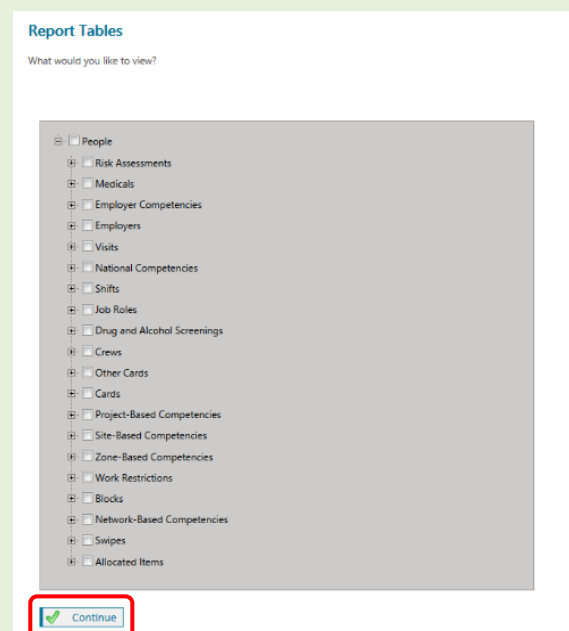 Report Tables
What would you like to view?
People
Risk Assessments
Medicals
Employer Competencies
Employers
Visits
National Competencies
Shifts
Job Roles
Drug and Alcohol Screenings
Crews
Other Cards
Cards
Project-Based Competencies
Site-Based Competencies
Zone-Based Competencies
Work Restrictions
Blocks
Network-Based Competencies
Swipes
Allocated Items
Continue